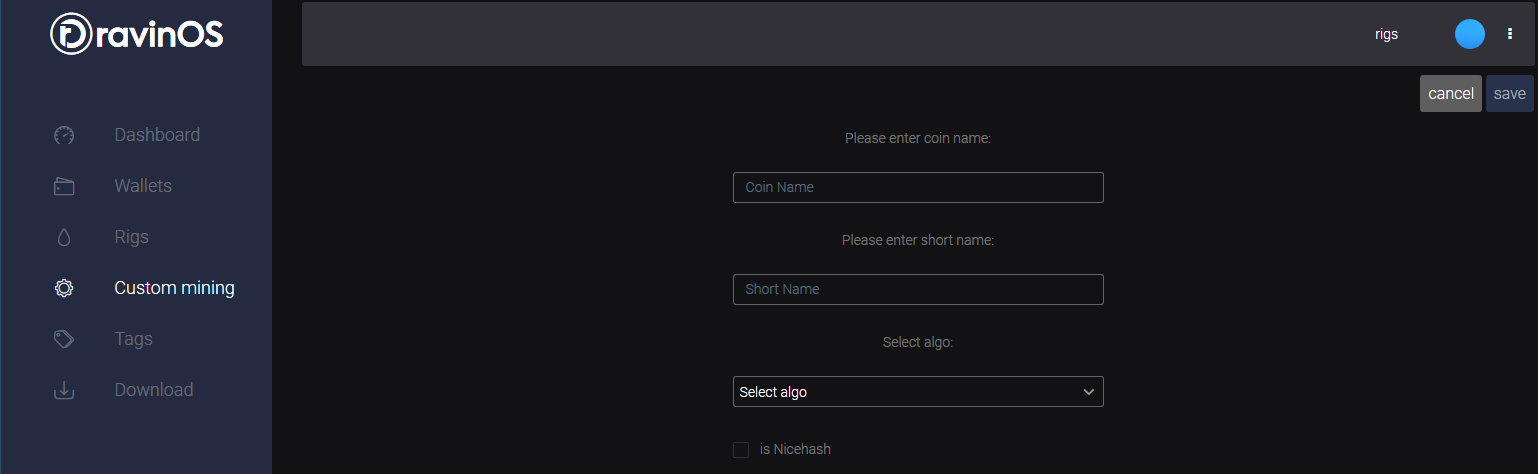 DravinOS
rigs
cancel save
Dashboard
Wallets
Rigs
Custom mining
Tags
Download
Please enter coin name:
Coin Name
Please enter short name:
Short Name
Select algo:
Select algo
is Nicehash